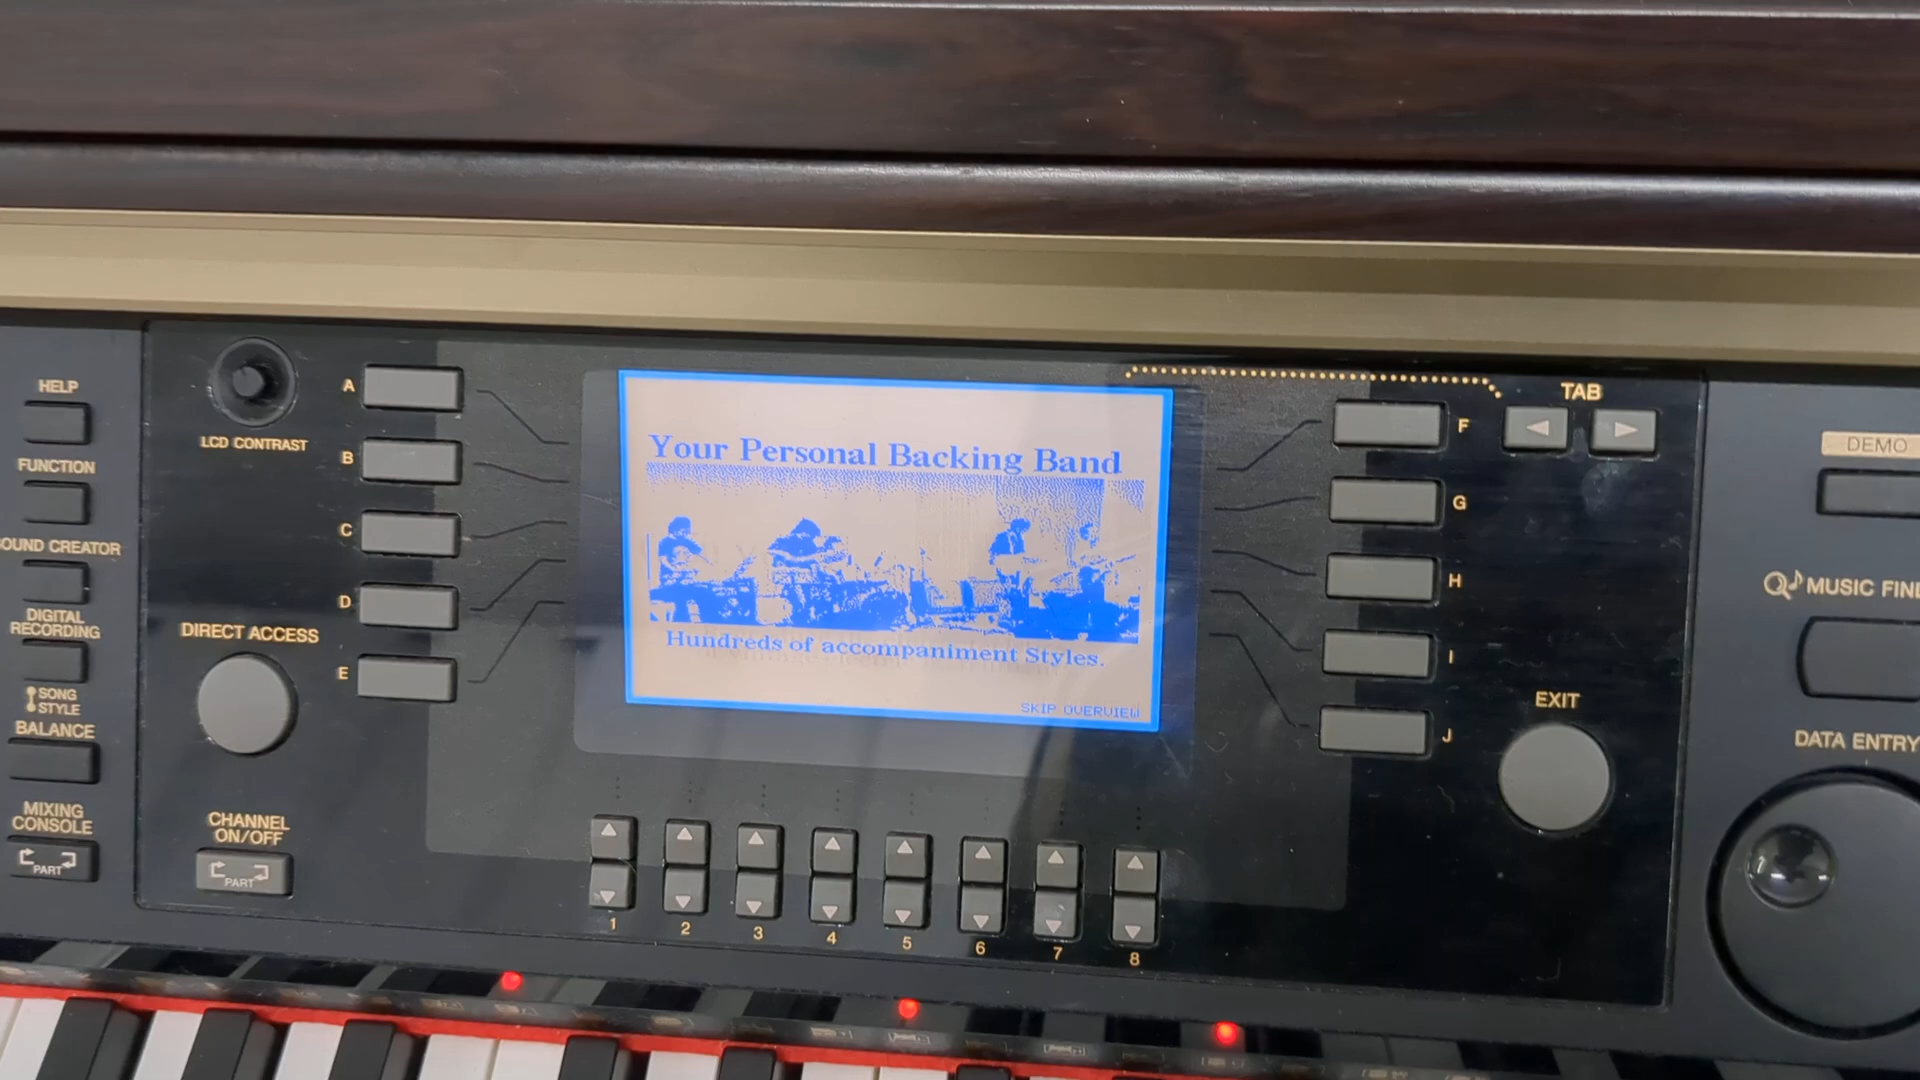 HELP
FUNCTION
OUND CREATOR
DIGITAL
RECORDING
SONG
STYLE
BALANCE
MIXING
CONSOLE
PART
LCD CONTRAST
DIRECT ACCESS
CHANNEL
ON/OFF
PART
A
B
C
D
E
Your Personal Backing Band
Hundreds of accompaniment Styles.
SKIP OVERVIEW
1 2 3 4 5 6 7 8
F
G
H
I
J
TAB
EXIT
DEMO
MUSIC FINE
DATA ENTRY